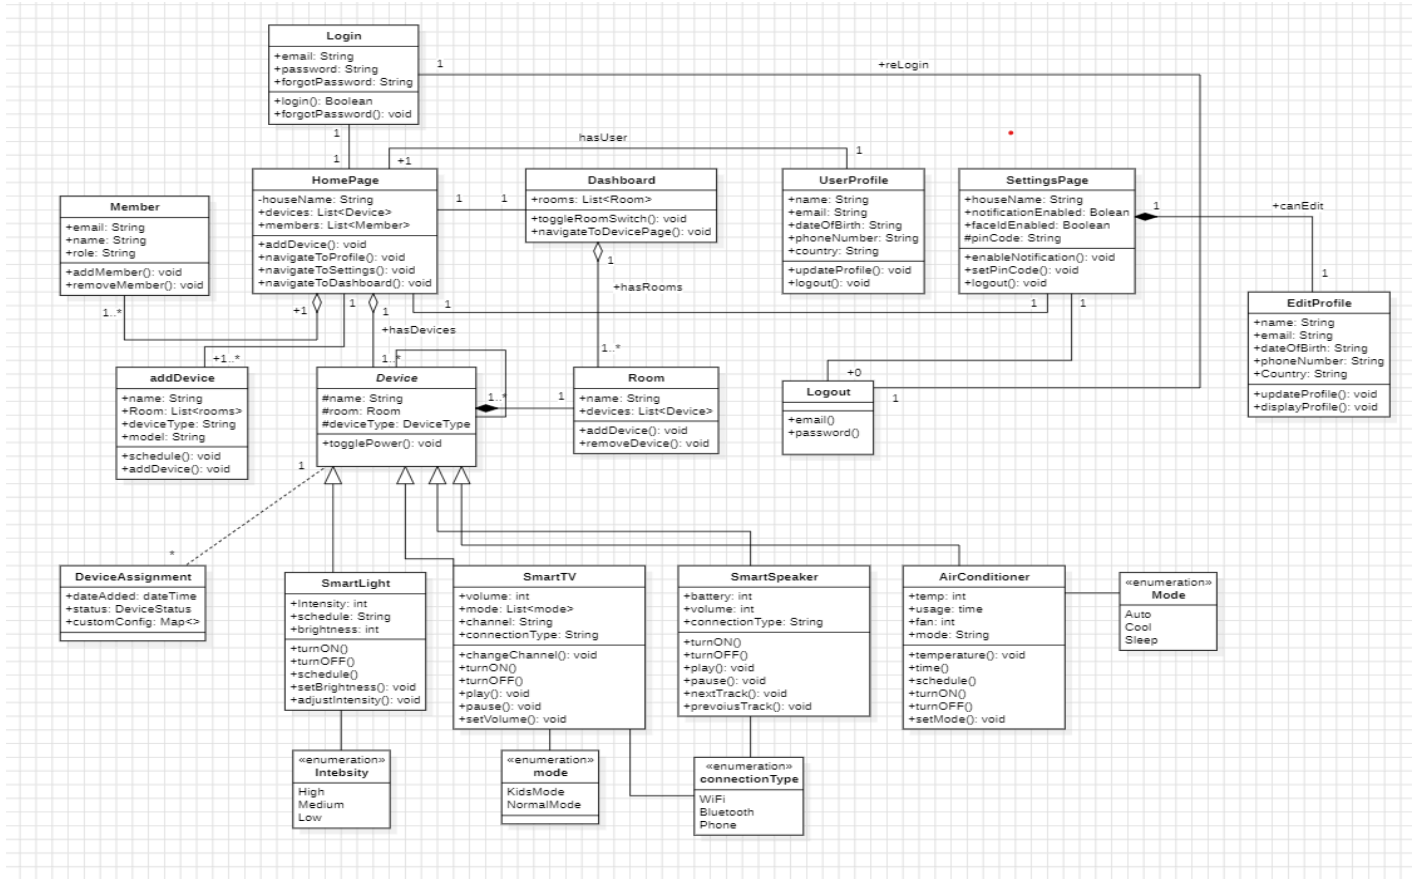 Login
+email: String
+password: String
+forgotPassword: String
+login(): Boolean
+forgotPassword(): void
1
+reLogin
1
1
hasUser
+1
1
HomePage
-houseName: String
+devices: List<Device>
+members: List<Member>
+addDevice(): void
+navigateToProfile(): void
+navigateToSettings(): void
+navigateToDashboard(): void
1
1
Dashboard
+rooms: List<Room>
+toggleRoomSwitch(): void
+navigateToDevicePage(): void
UserProfile
+name: String
+email: String
+dateOfBirth: String
+phoneNumber: String
+country: String
+updateProfile(): void
+logout(): void
SettingsPage
+houseName: String
+notificationEnabled: Bolean
+faceIdEnabled: Boolean
#pinCode: String
+enableNotification(): void
+setPinCode(): void
+logout(): void
1
+canEdit
1
Member
+email: String
+name: String
+role: String
+addMember(): void
+removeMember(): void
1..*
+1
1
1
1
1
1
1
+hasRooms
+hasDevices
+1..*
1..*
1..*
+0
1
EditProfile
+name: String
+email: String
+dateOfBirth: String
+phoneNumber: String
+Country: String
+updateProfile(): void
+displayProfile(): void
addDevice
+name: String
+Room: List<rooms>
+deviceType: String
+model: String
+schedule(): void
+addDevice(): void
Device
#name: String
#room: Room
#deviceType: DeviceType
+togglePower(): void
1..*
1
Room
+name: String
+devices: List<Device>
+addDevice(): void
+removeDevice(): void
Logout
+email()
+password()
1
*
DeviceAssignment
+dateAdded: dateTime
+status: DeviceStatus
+customConfig: Map<>
SmartLight
+Intensity: int
+schedule: String
+brightness: int
+turnON()
+turnOFF()
+schedule()
+setBrightness(): void
+adjustIntensity(): void
SmartTV
+volume: int
+mode: List<mode>
+channel: String
+connectionType: String
+changeChannel(): void
+turnON()
+turnOFF()
+play(): void
+pause(): void
+setVolume(): void
SmartSpeaker
+battery: int
+volume: int
+connectionType: String
+turnON()
+turnOFF()
+play(): void
+pause(): void
+nextTrack(): void
+prevoiusTrack(): void
AirConditioner
+temp: int
+usage: time
+fan: int
+mode: String
+temperature(): void
+time()
+schedule()
+turnON()
+turnOFF()
+setMode(): void
«enumeration»
Mode
Auto
Cool
Sleep
«enumeration»
Intebsity
High
Medium
Low
«enumeration»
mode
KidsMode
NormalMode
«enumeration»
connectionType
WiFi
Bluetooth
Phone